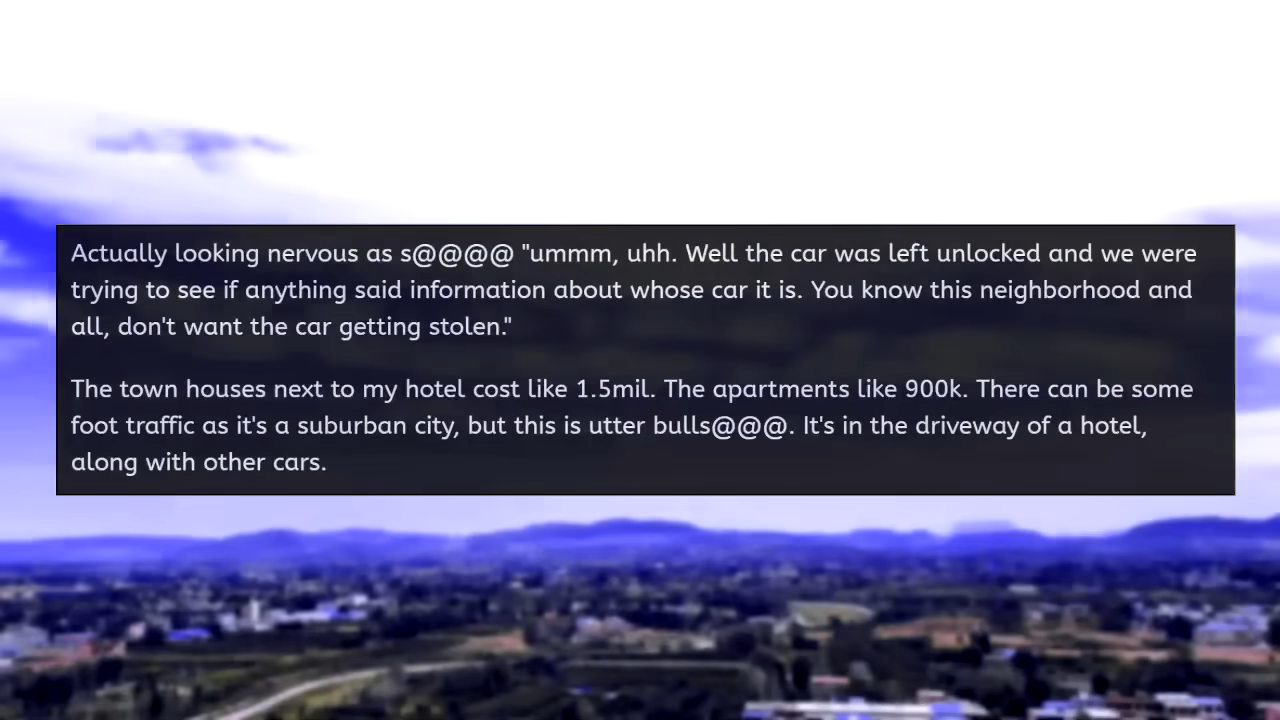 Actually looking nervous as s@@@@ "ummm, uhh. Well the car was left unlocked and we were
trying to see if anything said information about whose car it is. You know this neighborhood and
all, don't want the car getting stolen."
The town houses next to my hotel cost like 1.5mil. The apartments like 900k. There can be some
foot traffic as it's a suburban city, but this is utter bulls@@@. It's in the driveway of a hotel,
along with other cars.